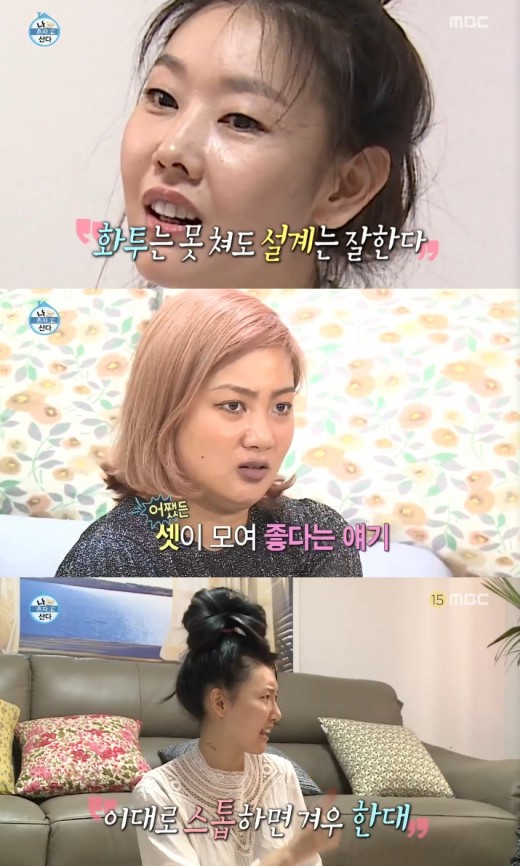 나 혼자 산다
MBC
"화투는 못 쳐도 설계는 잘한다"
나 혼자 산다
어쨌든
셋이 모여 좋다는 얘기
나 혼자 산다
15 MBC
"이대로 스톱하면 겨우 한대"